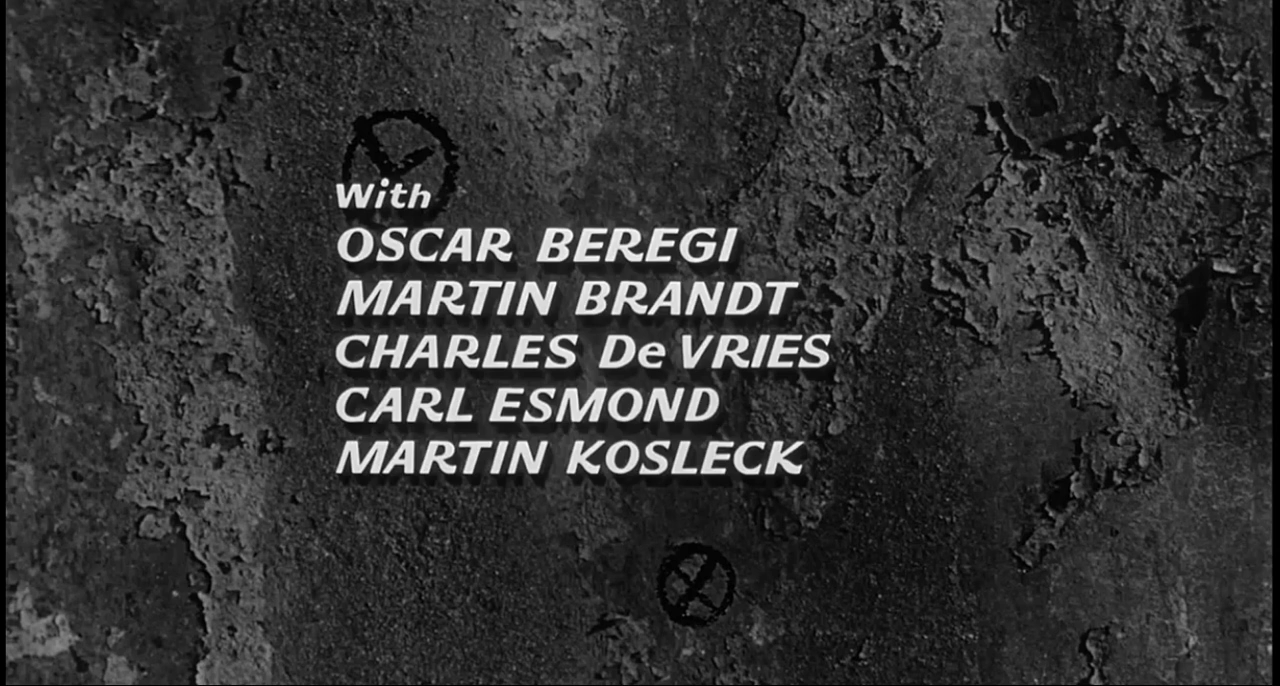 With
OSCAR BEREGI
MARTIN BRANDT
CHARLES De VRIES
CARL ESMOND
MARTIN KOSLECK